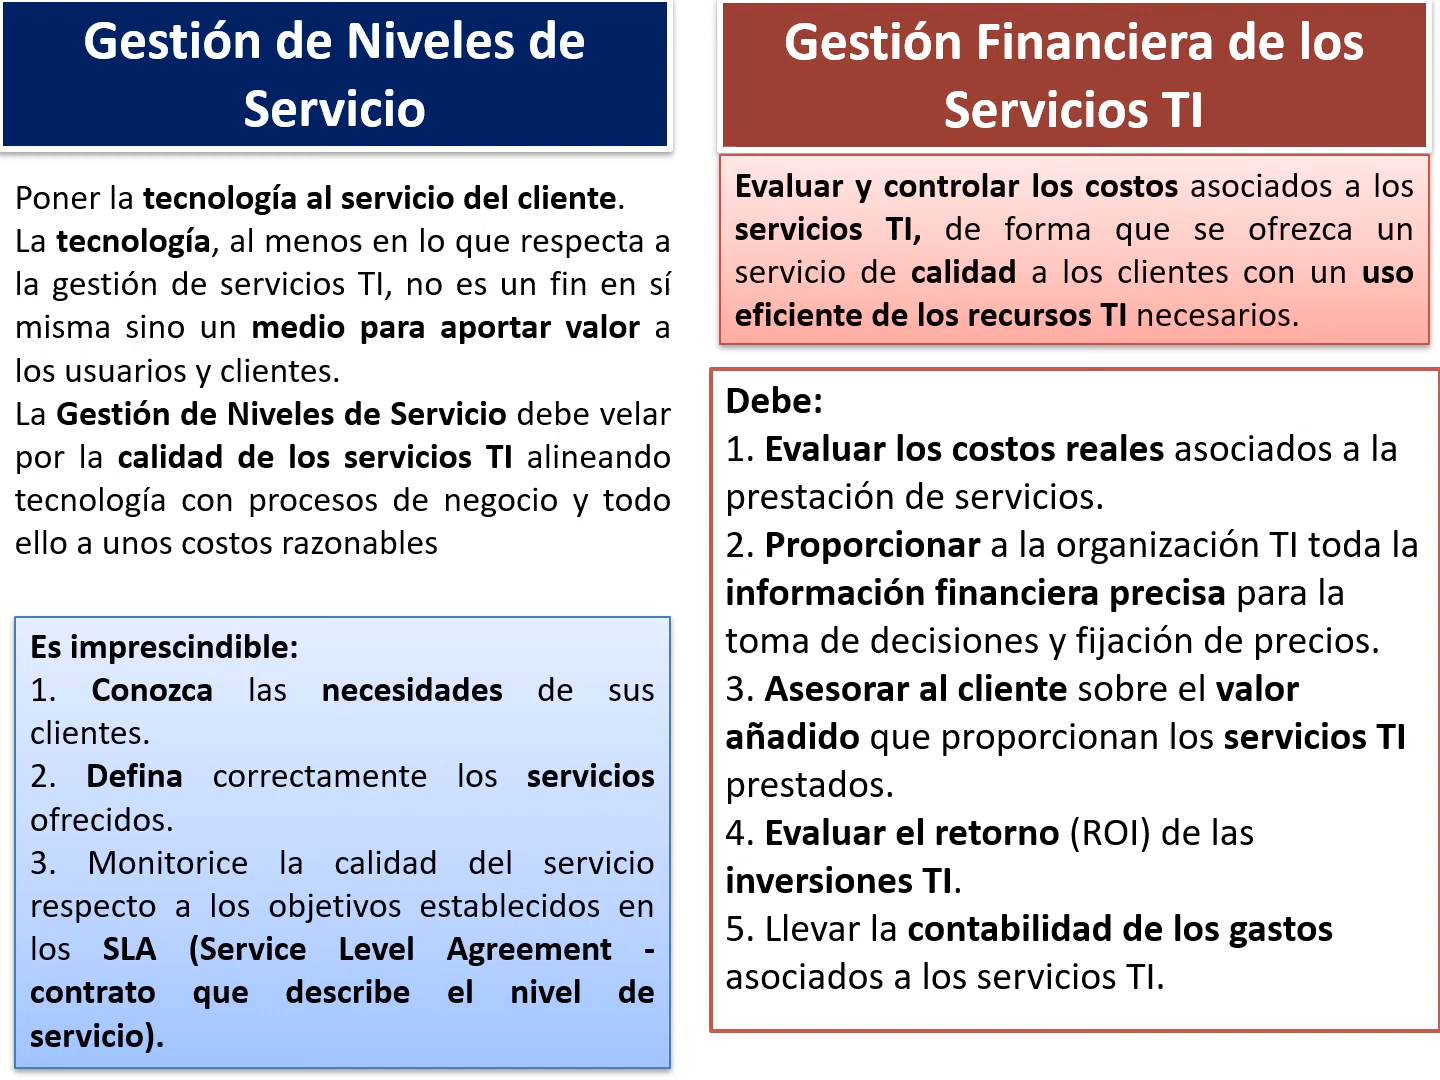 Gestión de Niveles de
Servicio
Poner la tecnología al servicio del cliente.
La tecnología, al menos en lo que respecta a
la gestión de servicios TI, no es un fin en sí
misma sino un medio para aportar valor a
los usuarios y clientes.
La Gestión de Niveles de Servicio debe velar
por la calidad de los servicios TI alineando
tecnología con procesos de negocio y todo
ello a unos costos razonables
Es imprescindible:
1. Conozca las necesidades de sus
clientes.
2. Defina correctamente los servicios
ofrecidos.
3. Monitorice la calidad del servicio
respecto a los objetivos establecidos en
los SLA (Service Level Agreement -
contrato que describe el nivel de
servicio).
Gestión Financiera de los
Servicios TI
Evaluar y controlar los costos asociados a los
servicios TI, de forma que se ofrezca un
servicio de calidad a los clientes con un uso
eficiente de los recursos TI necesarios.
Debe:
1. Evaluar los costos reales asociados a la
prestación de servicios.
2. Proporcionar a la organización TI toda la
información financiera precisa para la
toma de decisiones y fijación de precios.
3. Asesorar al cliente sobre el valor
añadido que proporcionan los servicios TI
prestados.
4. Evaluar el retorno (ROI) de las
inversiones TI.
5. Llevar la contabilidad de los gastos
asociados a los servicios TI.